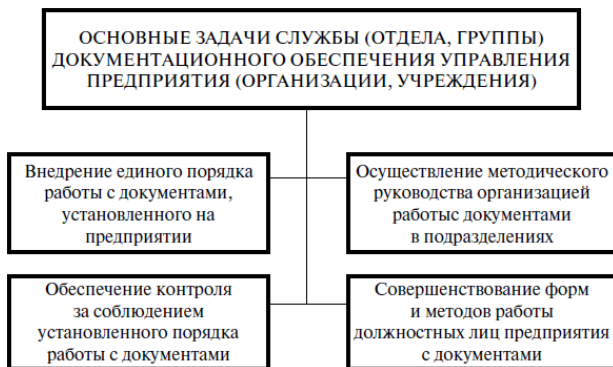 ОСНОВНЫЕ ЗАДАЧИ СЛУЖБЫ (ОТДЕЛА, ГРУППЫ)
ДОКУМЕНТАЦИОННОГО ОБЕСПЕЧЕНИЯ УПРАВЛЕНИЯ
ПРЕДПРИЯТИЯ (ОРГАНИЗАЦИИ, УЧРЕЖДЕНИЯ)
Внедрение единого порядка
работы с документами,
установленного на
предприятии
Осуществление методического
руководства организацией
работыс документами
в подразделениях
Обеспечение контроля
за соблюдением
установленного порядка
работы с документами
Совершенствование форм
и методов работы
должностных лиц предприятия
с документами